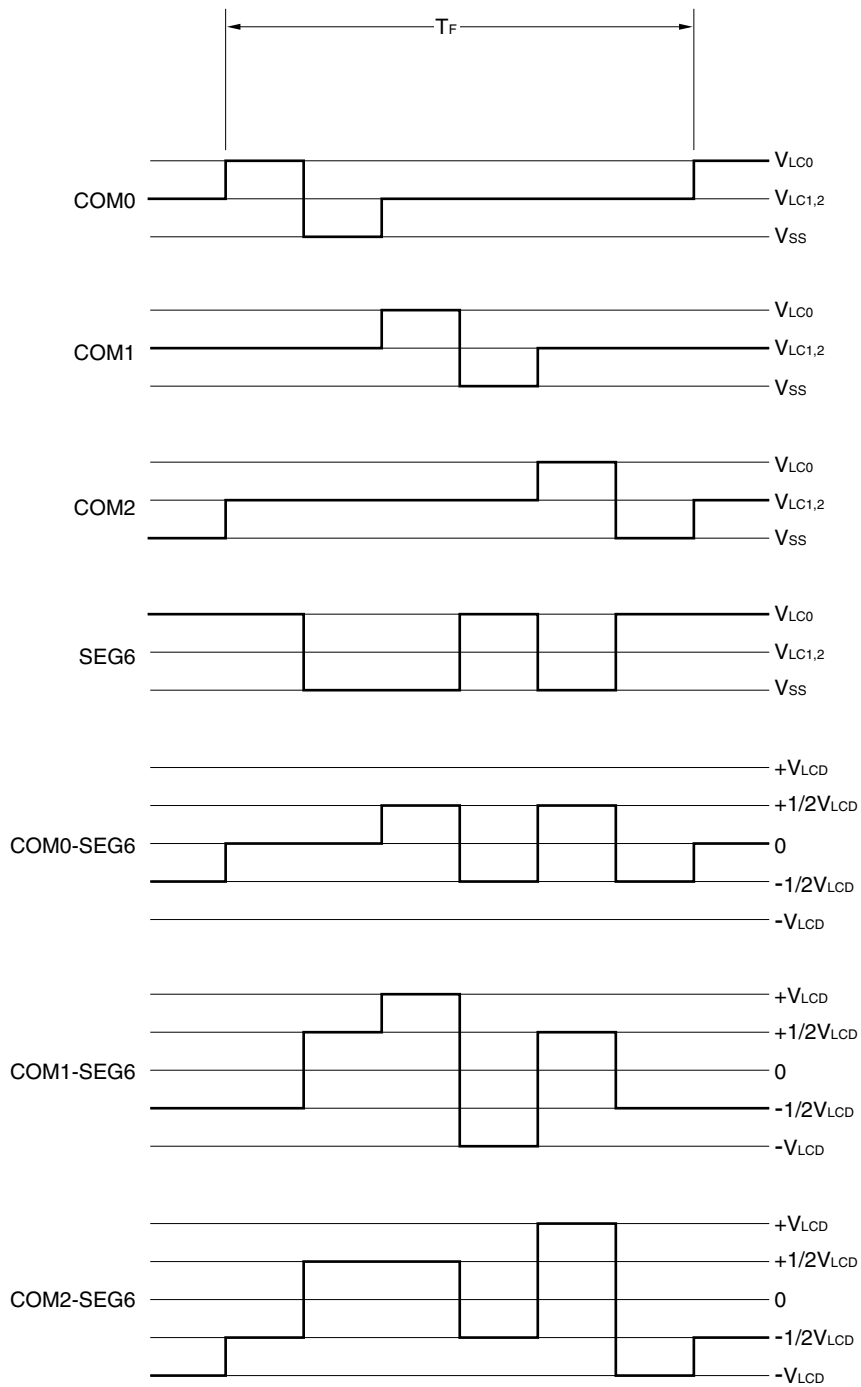 TF
VLC0
COM0
VLC1,2
VSS
VLC0
COM1
VLC1,2
VSS
VLC0
COM2
VLC1,2
VSS
VLC0
SEG6
VLC1,2
VSS
+VLCD
+1/2VLCD
COM0-SEG6
0
-1/2VLCD
-VLCD
+VLCD
+1/2VLCD
COM1-SEG6
0
-1/2VLCD
-VLCD
+VLCD
+1/2VLCD
COM2-SEG6
0
-1/2VLCD
-VLCD